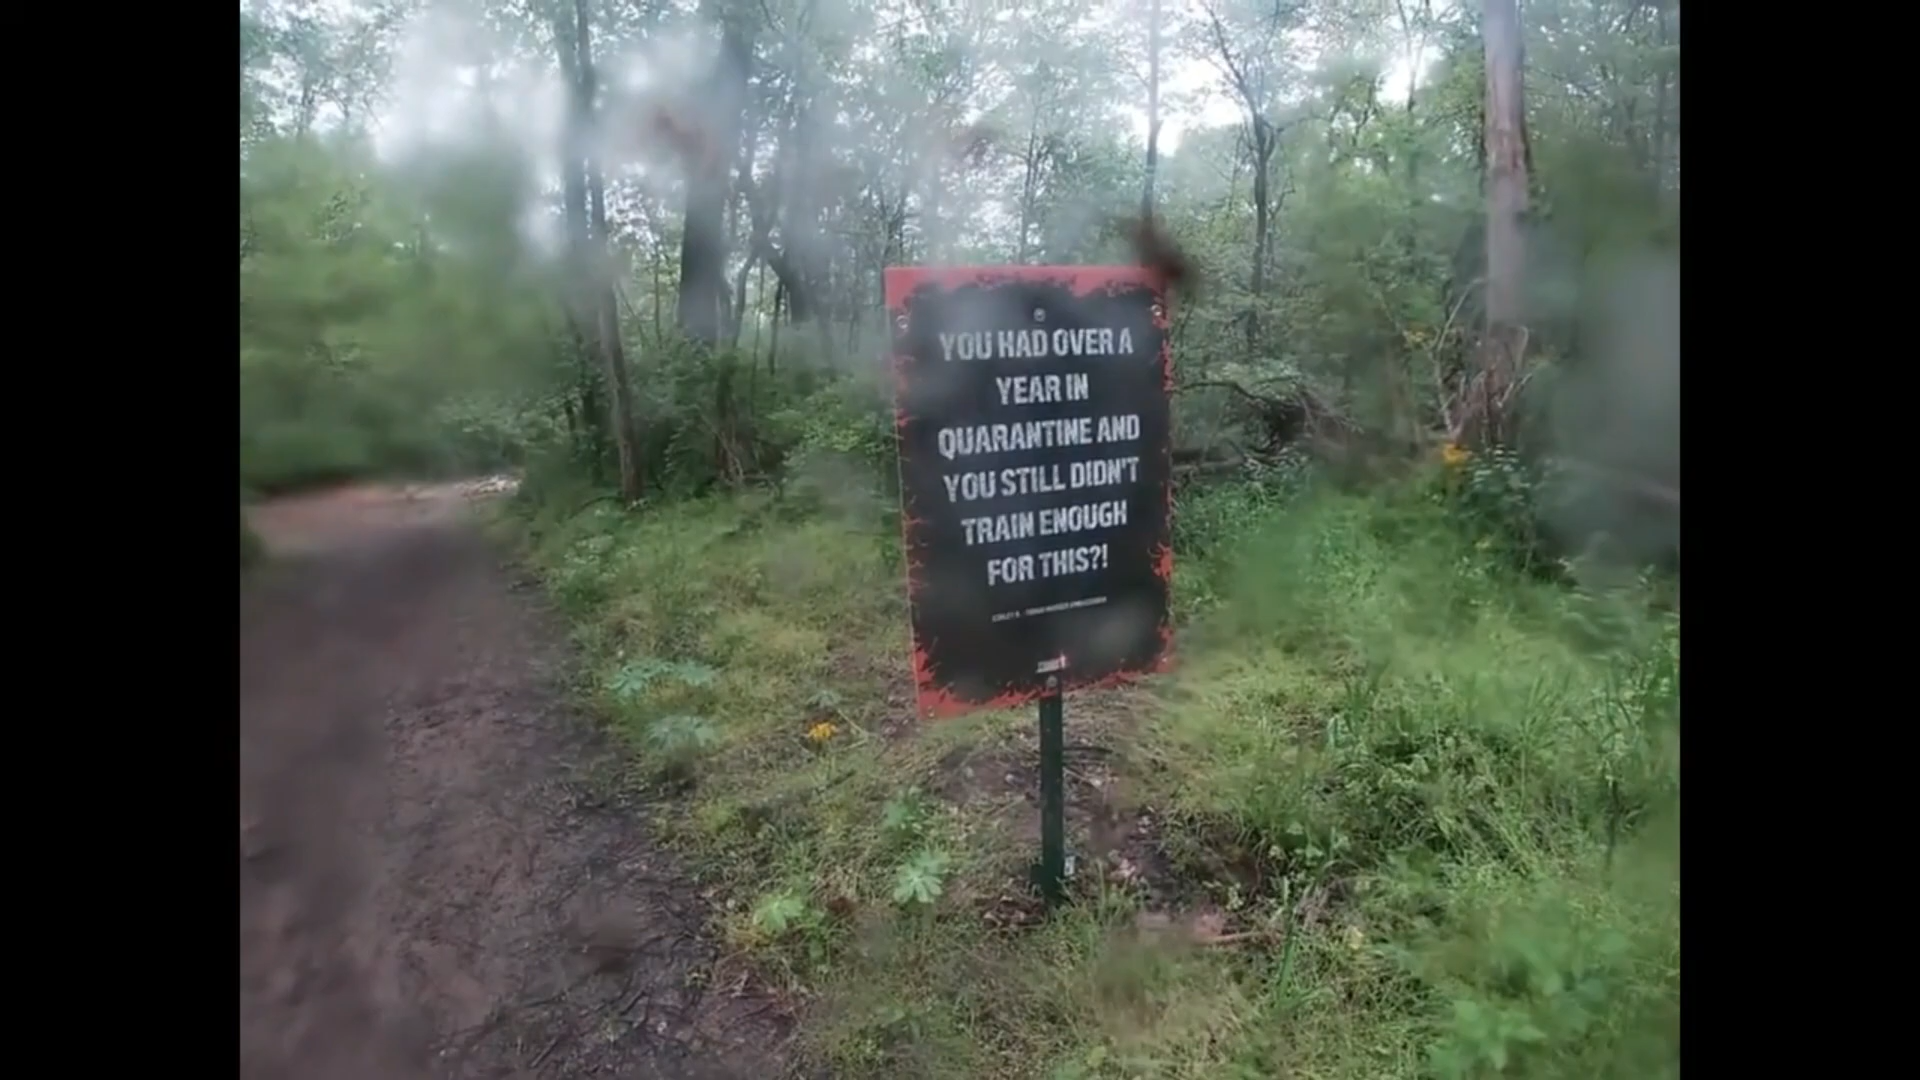 YOU HAD OVER A
YEAR IN
QUARANTINE AND
YOU STILL DIDN'T
TRAIN ENOUGH
FOR THIS?!